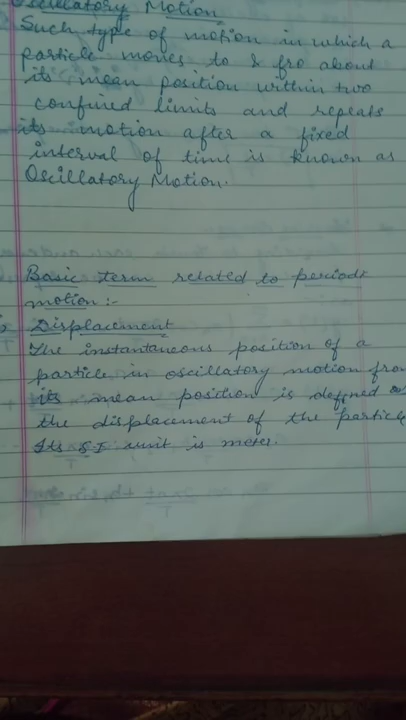 Oscillatory Motion
Such type of motion in which a
particle moves to & fro about
its mean position within two
confined limits and repeats
its motion after a fixed
interval of time is known as
Oscillatory Motion.
Basic term related to periodic
motion :-
Displacement
The instantaneous position of a
particle in oscillatory motion from
its mean position is defined as
the displacement of the particle
Its S.I unit is meter.